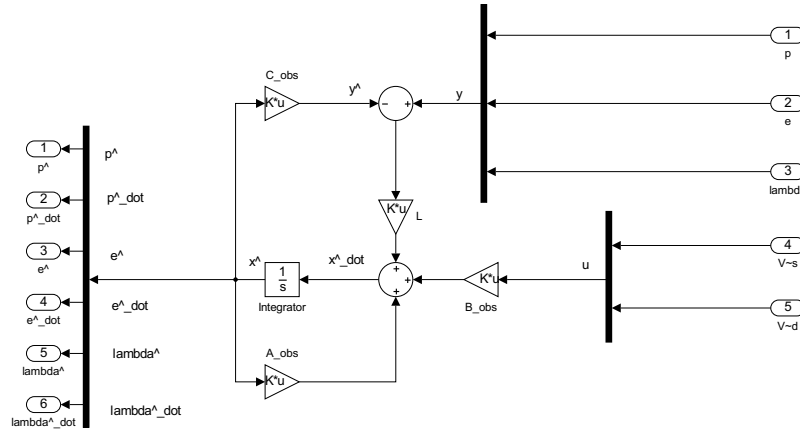 1
p
C_obs
K*u
y^
−
+
y
2
e
3
lambd
1
p^
p^
2
p^_dot
p^_dot
3
e^
e^
4
e^_dot
e^_dot
5
lambda^
lambda^
6
lambda^_dot
lambda^_dot
K*u
L
x^
1
s
Integrator
x^_dot
+
+
+
K*u
B_obs
u
4
V~s
5
V~d
A_obs
K*u